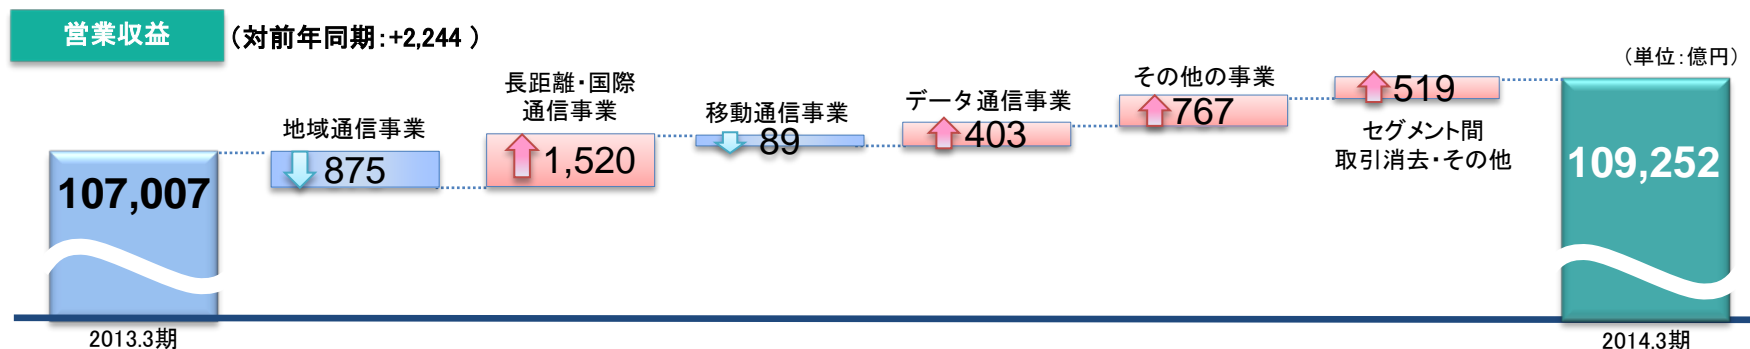 営業収益
（対前年同期：+2,244 ）
（単位：億円）
107,007
2013.3期
地域通信事業
875
長距離・国際
通信事業
1,520
移動通信事業
89
データ通信事業
403
その他の事業
767
519
セグメント間
取引消去・その他
109,252
2014.3期